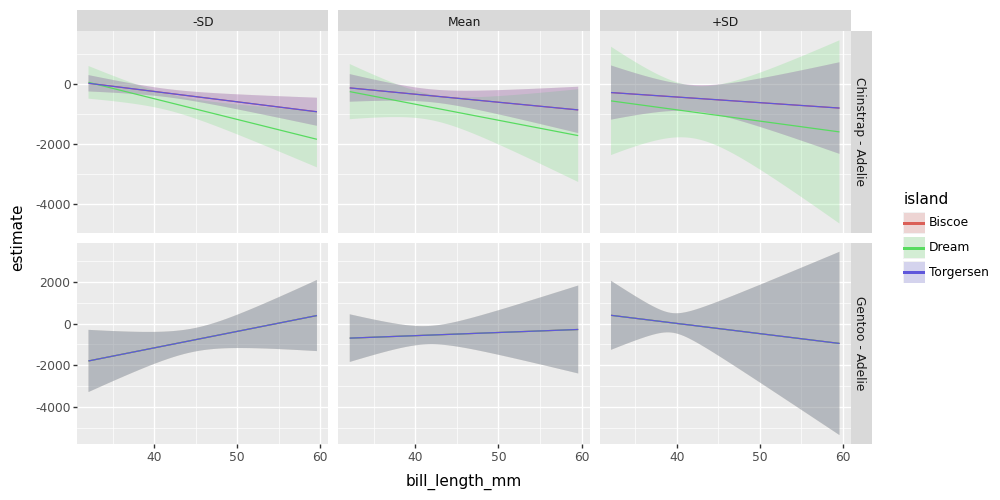 -SD
Mean
+SD
0
-2000
-4000
Chinstrap - Adelie
2000
0
-2000
-4000
Gentoo - Adelie
40
50
60
40
50
60
40
50
60
bill_length_mm
estimate
island
Biscoe
Dream
Torgersen